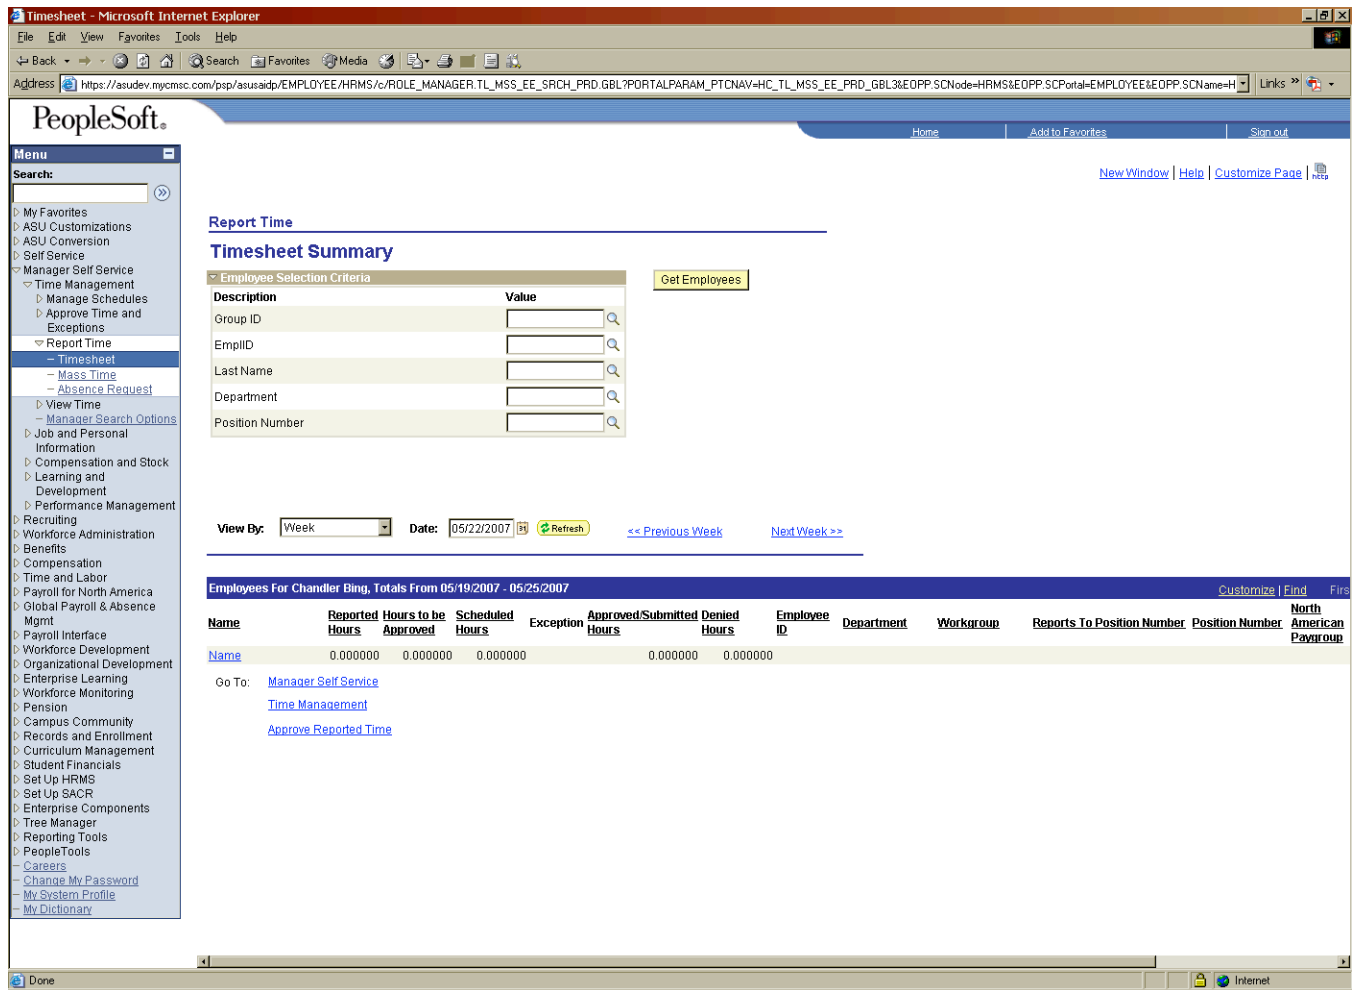 Timesheet - Microsoft Internet Explorer
File Edit View Favorites Tools Help
Back Search Favorites Media
Address https://asudev.mycmsc.com/psp/asusaidp/EMPLOYEE/HRMS/c/ROLE_MANAGER.TL_MSS_EE_SRCH_PRD.GBL?PORTALPARAM_PTCNAV=HC_TL_MSS_EE_PRD_GBL3&EOPP.SCNode=HRMS&EOPP.SCPortal=EMPLOYEE&EOPP.SCName=H Links »
PeopleSoft.
Home Add to Favorites Sign out
Menu
Search:
My Favorites
ASU Customizations
ASU Conversion
Self Service
Manager Self Service
Time Management
Manage Schedules
Approve Time and
Exceptions
Report Time
– Timesheet
– Mass Time
– Absence Request
View Time
– Manager Search Options
Job and Personal
Information
Compensation and Stock
Learning and
Development
Performance Management
Recruiting
Workforce Administration
Benefits
Compensation
Time and Labor
Payroll for North America
Global Payroll & Absence
Mgmt
Payroll Interface
Workforce Development
Organizational Development
Enterprise Learning
Workforce Monitoring
Pension
Campus Community
Records and Enrollment
Curriculum Management
Student Financials
Set Up HRMS
Set Up SACR
Enterprise Components
Tree Manager
Reporting Tools
PeopleTools
– Careers
– Change My Password
– My System Profile
– My Dictionary
New Window | Help | Customize Page | http
Report Time
Timesheet Summary
Employee Selection Criteria
Get Employees
Description Value
Group ID
EmplID
Last Name
Department
Position Number
View By: Week Date: 05/22/2007 31 Refresh << Previous Week Next Week >>
Employees For Chandler Bing, Totals From 05/19/2007 - 05/25/2007 Customize | Find Firs
Name Reported Hours Hours to be Approved Scheduled Hours Exception Approved/Submitted Hours Denied Hours Employee ID Department Workgroup Reports To Position Number Position Number North American Paygroup
Name 0.000000 0.000000 0.000000 0.000000 0.000000
Go To: Manager Self Service
Time Management
Approve Reported Time
Done Internet